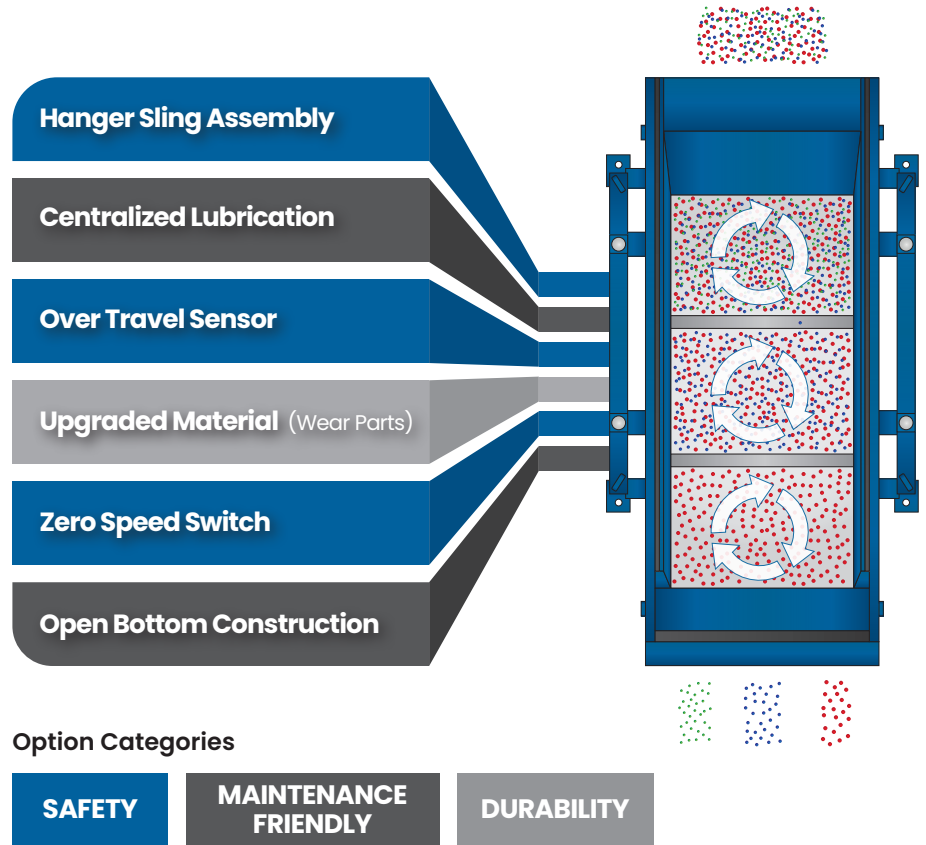 Hanger Sling Assembly
Centralized Lubrication
Over Travel Sensor
Upgraded Material (Wear Parts)
Zero Speed Switch
Open Bottom Construction
Option Categories
SAFETY
MAINTENANCE
FRIENDLY
DURABILITY